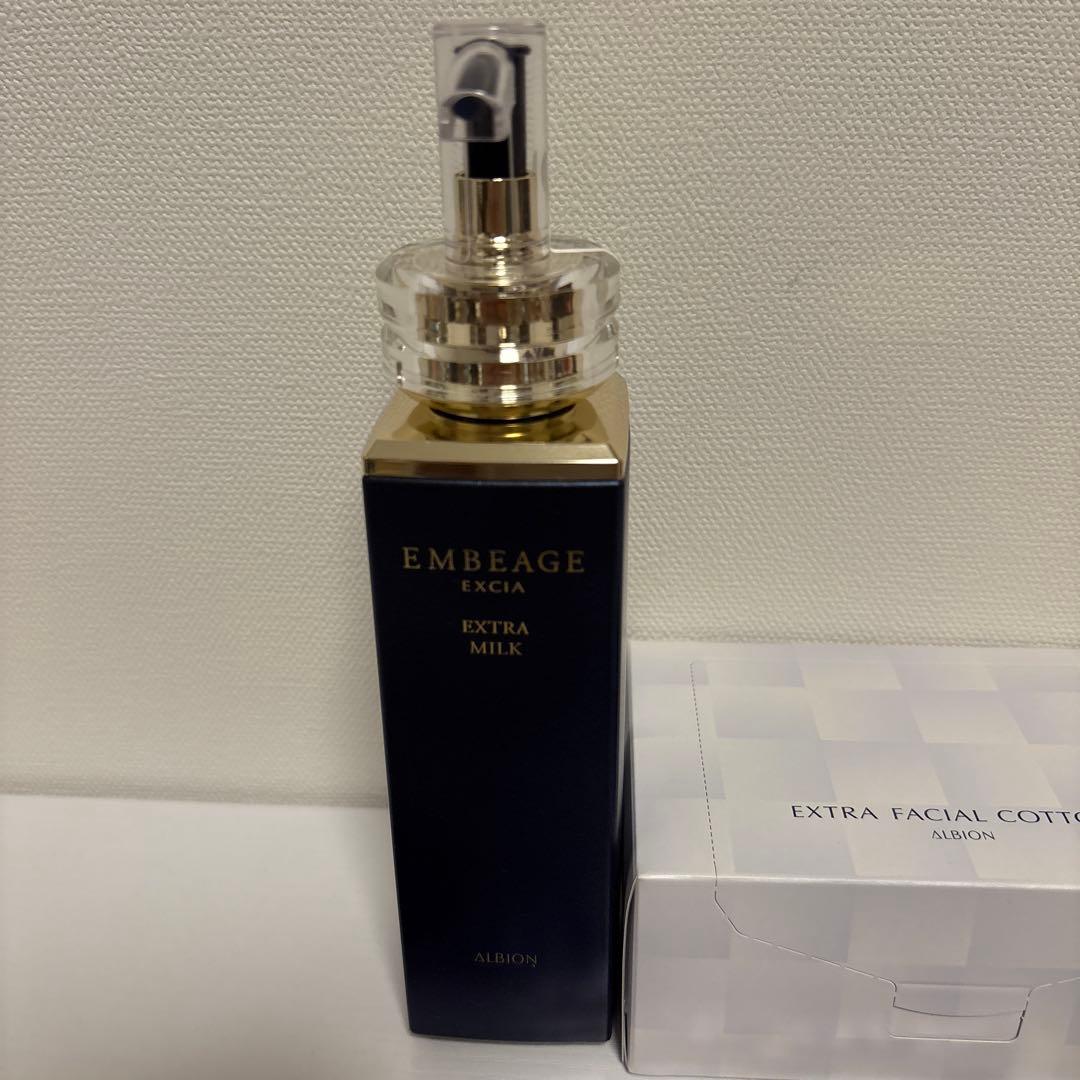 EMBEAGE
EXCIA
EXTRA
MILK
ALBION
EXTRA FACIAL COTTO
ALBION